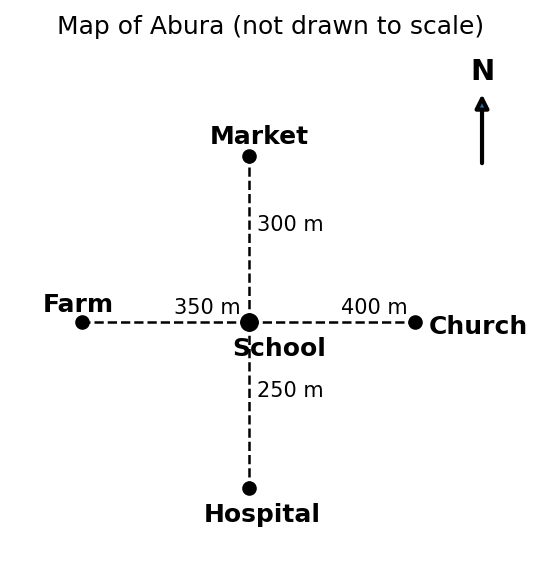 Map of Abura (not drawn to scale)
N
Market
300 m
Farm
350 m
400 m
Church
School
250 m
Hospital